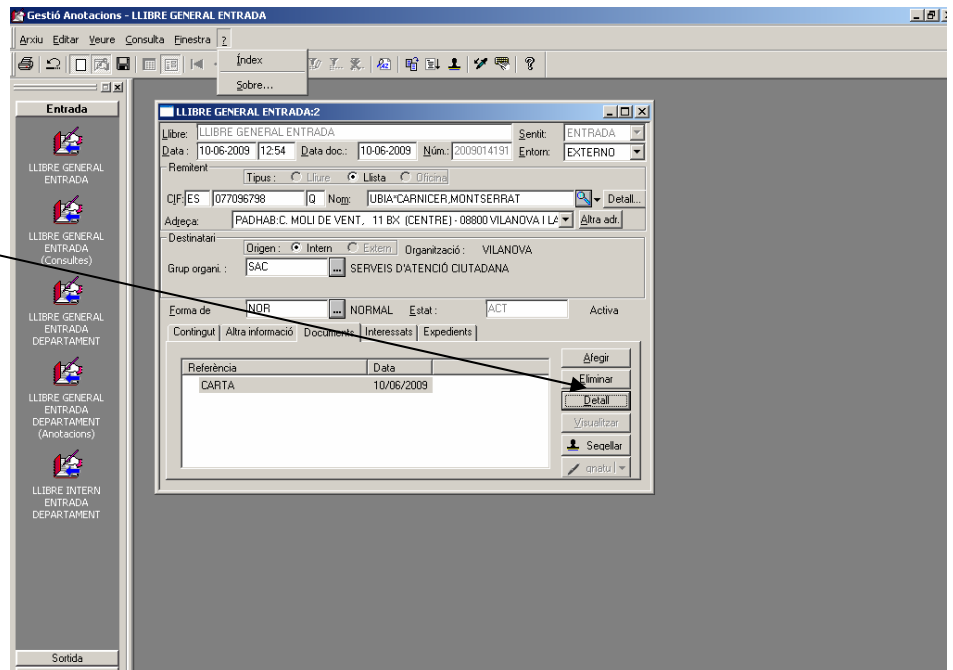 Gestió Anotacions - LLIBRE GENERAL ENTRADA
Arxiu Editar Veure Consulta Finestra ?
Índex
Sobre...
Entrada
LLIBRE GENERAL
ENTRADA
LLIBRE GENERAL
ENTRADA
(Consultes)
LLIBRE GENERAL
ENTRADA
DEPARTAMENT
LLIBRE GENERAL
ENTRADA
DEPARTAMENT
(Anotacions)
LLIBRE INTERN
ENTRADA
DEPARTAMENT
Sortida
LLIBRE GENERAL ENTRADA:2
Llibre: LLIBRE GENERAL ENTRADA Sentit: ENTRADA
Data: 10-06-2009 12:54 Data doc.: 10-06-2009 Núm.: 2009014191 Entorn: EXTERNO
Remitent
Tipus: Lliure Llista Oficina
CIF: ES 077096798 Q Nom: UBIA*CARNICER,MONTSERRAT Detall...
Adreça: PADHAB:C. MOLI DE VENT, 11 BX (CENTRE) - 08800 VILANOVA I LA Altra adr.
Destinatari
Origen: Intern Extern Organització: VILANOVA
Grup organi. : SAC ... SERVEIS D'ATENCIÓ CIUTADANA
Forma de NOR ... NORMAL Estat: ACT Activa
Contingut Altra informació Documents Interessats Expedients
Referència Data
CARTA 10/06/2009
Afegir
Eliminar
Detall
Visualitzar
Segellar
gnatu